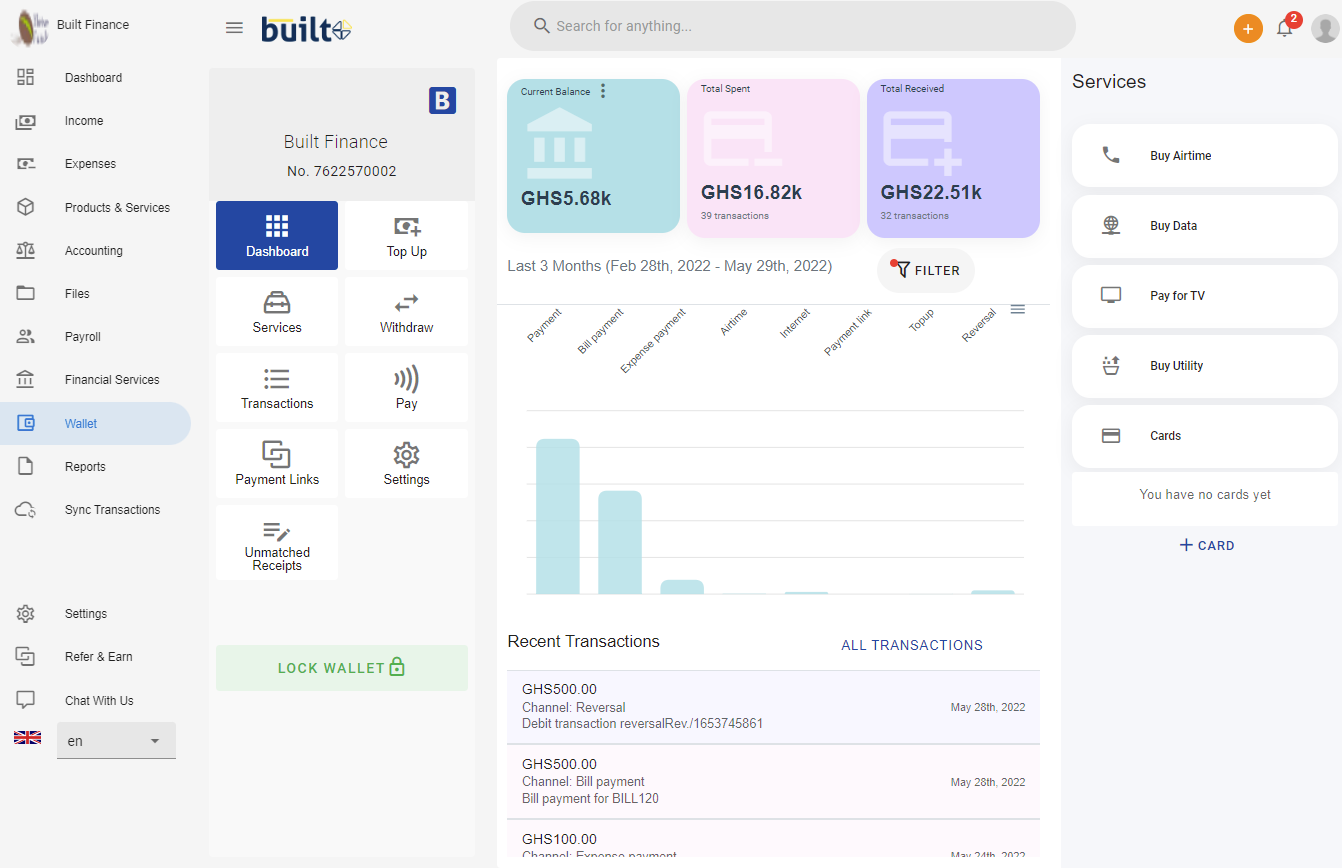 Built Finance
Dashboard
Income
Expenses
Products & Services
Accounting
Files
Payroll
Financial Services
Wallet
Reports
Sync Transactions
Settings
Refer & Earn
Chat With Us
en
built
Search for anything...
+
2
B
Built Finance
No. 7622570002
Dashboard
Top Up
Services
Withdraw
Transactions
Pay
Payment Links
Settings
Unmatched
Receipts
LOCK WALLET
Current Balance
GHS5.68k
Total Spent
GHS16.82k
39 transactions
Total Received
GHS22.51k
32 transactions
Last 3 Months (Feb 28th, 2022 - May 29th, 2022)
FILTER
Payment
Bill payment
Expense payment
Airtime
Internet
Payment link
Topup
Reversal
Recent Transactions
ALL TRANSACTIONS
GHS500.00
Channel: Reversal
May 28th, 2022
Debit transaction reversalRev./1653745861
GHS500.00
Channel: Bill payment
May 28th, 2022
Bill payment for BILL120
GHS100.00
Channel: Expense payment
May 24th, 2022
Services
Buy Airtime
Buy Data
Pay for TV
Buy Utility
Cards
You have no cards yet
+ CARD